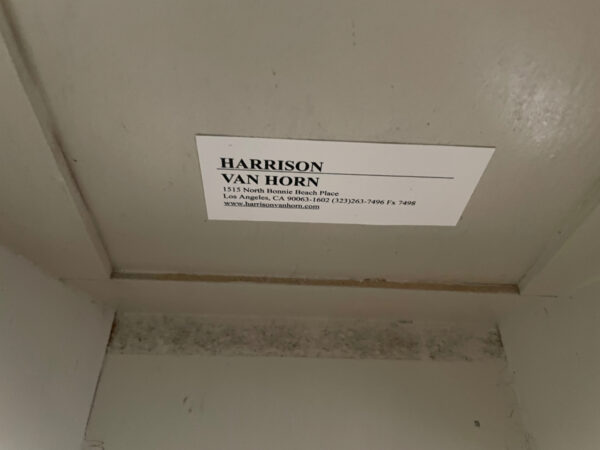 HARRISON
VAN HORN
1515 North Bonnie Beach Place
Los Angeles, CA 90063-1602 (323)263-7496 Fx 7498
www.harrisonvanhorn.com